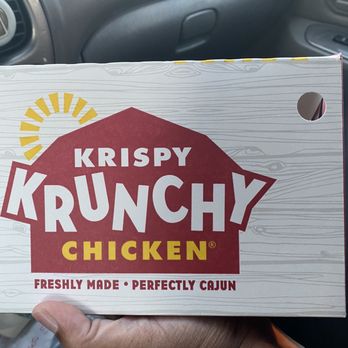 KRISPY
KRUNCHY
CHICKEN®
FRESHLY MADE • PERFECTLY CAJUN